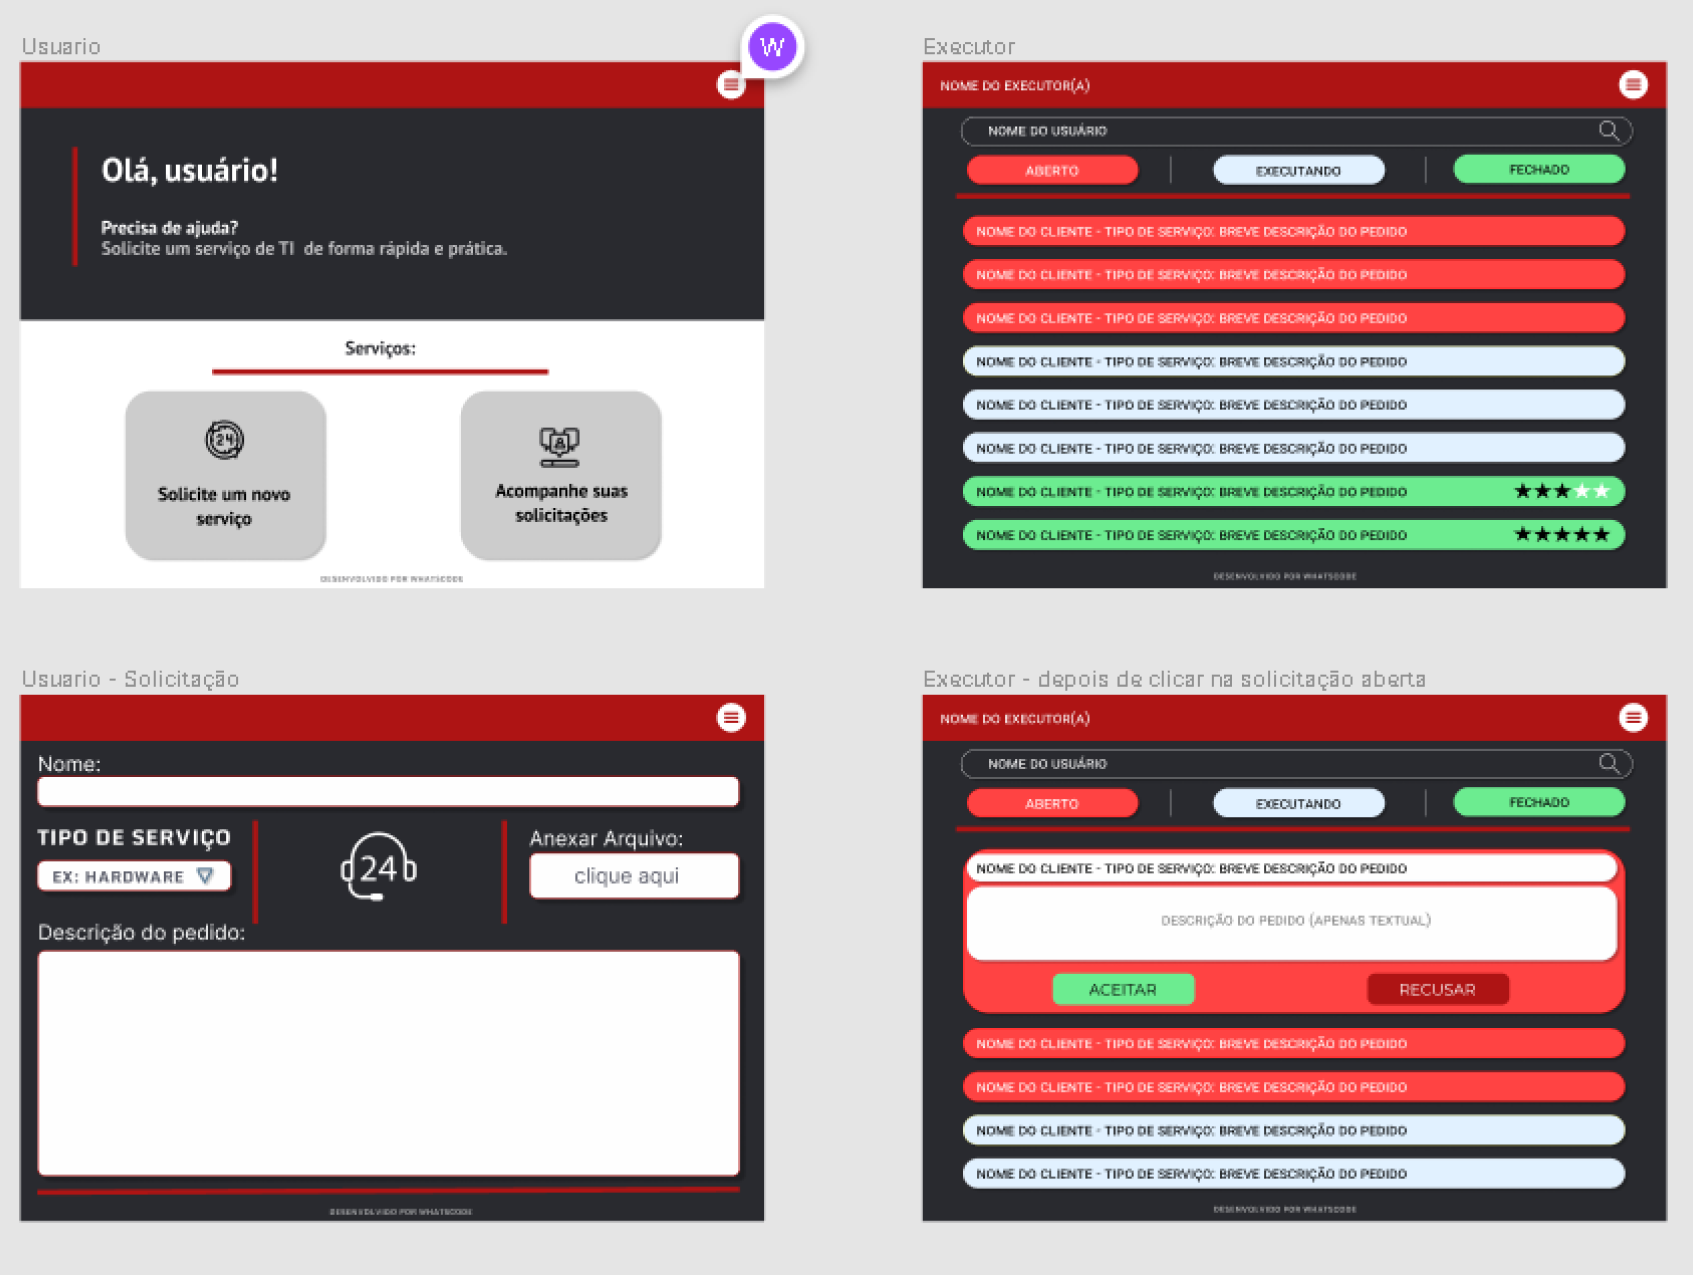 Usuario
W
Olá, usuário!
Precisa de ajuda?
Solicite um serviço de TI de forma rápida e prática.
Serviços:
24
Solicite um novo
serviço
Acompanhe suas
solicitações
DESENVOLVIDO POR WHATSCODE
Executor
NOME DO EXECUTOR(A)
NOME DO USUÁRIO
ABERTO
EXECUTANDO
FECHADO
NOME DO CLIENTE - TIPO DE SERVIÇO: BREVE DESCRIÇÃO DO PEDIDO
NOME DO CLIENTE - TIPO DE SERVIÇO: BREVE DESCRIÇÃO DO PEDIDO
NOME DO CLIENTE - TIPO DE SERVIÇO: BREVE DESCRIÇÃO DO PEDIDO
NOME DO CLIENTE - TIPO DE SERVIÇO: BREVE DESCRIÇÃO DO PEDIDO
NOME DO CLIENTE - TIPO DE SERVIÇO: BREVE DESCRIÇÃO DO PEDIDO
NOME DO CLIENTE - TIPO DE SERVIÇO: BREVE DESCRIÇÃO DO PEDIDO
NOME DO CLIENTE - TIPO DE SERVIÇO: BREVE DESCRIÇÃO DO PEDIDO
NOME DO CLIENTE - TIPO DE SERVIÇO: BREVE DESCRIÇÃO DO PEDIDO
DESENVOLVIDO POR WHATSCODE
Usuario - Solicitação
Nome:
TIPO DE SERVIÇO
EX: HARDWARE
24
Anexar Arquivo:
clique aqui
Descrição do pedido:
DESENVOLVIDO POR WHATSCODE
Executor - depois de clicar na solicitação aberta
NOME DO EXECUTOR(A)
NOME DO USUÁRIO
ABERTO
EXECUTANDO
FECHADO
NOME DO CLIENTE - TIPO DE SERVIÇO: BREVE DESCRIÇÃO DO PEDIDO
DESCRIÇÃO DO PEDIDO (APENAS TEXTUAL)
ACEITAR
RECUSAR
NOME DO CLIENTE - TIPO DE SERVIÇO: BREVE DESCRIÇÃO DO PEDIDO
NOME DO CLIENTE - TIPO DE SERVIÇO: BREVE DESCRIÇÃO DO PEDIDO
NOME DO CLIENTE - TIPO DE SERVIÇO: BREVE DESCRIÇÃO DO PEDIDO
NOME DO CLIENTE - TIPO DE SERVIÇO: BREVE DESCRIÇÃO DO PEDIDO
DESENVOLVIDO POR WHATSCODE